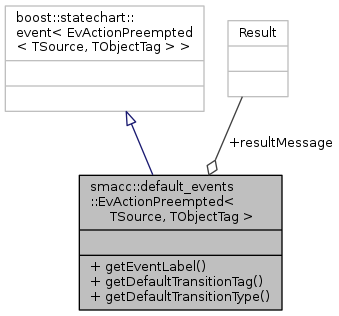 boost::statechart::
event< EvActionPreempted
< TSource, TObjectTag > >
Result
+resultMessage
smacc::default_events
::EvActionPreempted<
TSource, TObjectTag >
+ getEventLabel()
+ getDefaultTransitionTag()
+ getDefaultTransitionType()